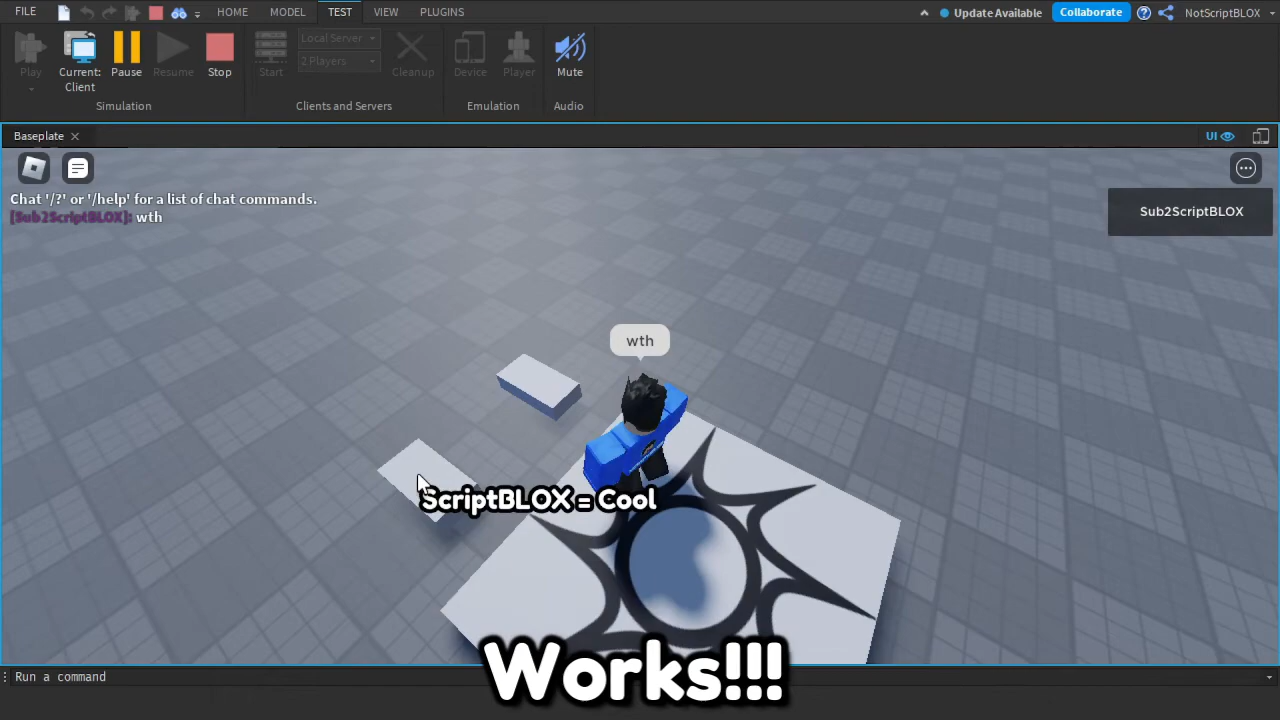 FILE
HOME
MODEL
TEST
VIEW
PLUGINS
Update Available
Collaborate
NotScriptBLOX
Play
Current:
Client
Pause
Resume
Stop
Simulation
Start
Local Server
2 Players
Cleanup
Clients and Servers
Device
Player
Emulation
Mute
Audio
Baseplate
UI
Chat '/?' or '/help' for a list of chat commands.
[Sub2ScriptBLOX]: wth
Sub2ScriptBLOX
wth
ScriptBLOX = Cool
Works!!!
Run a command